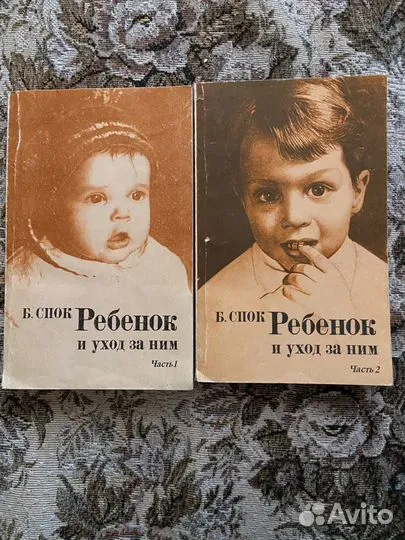 Б. СПОК Ребенок
и уход за ним
Часть 1
Б. СПОК Ребенок
и уход за ним
Часть 2
Avito